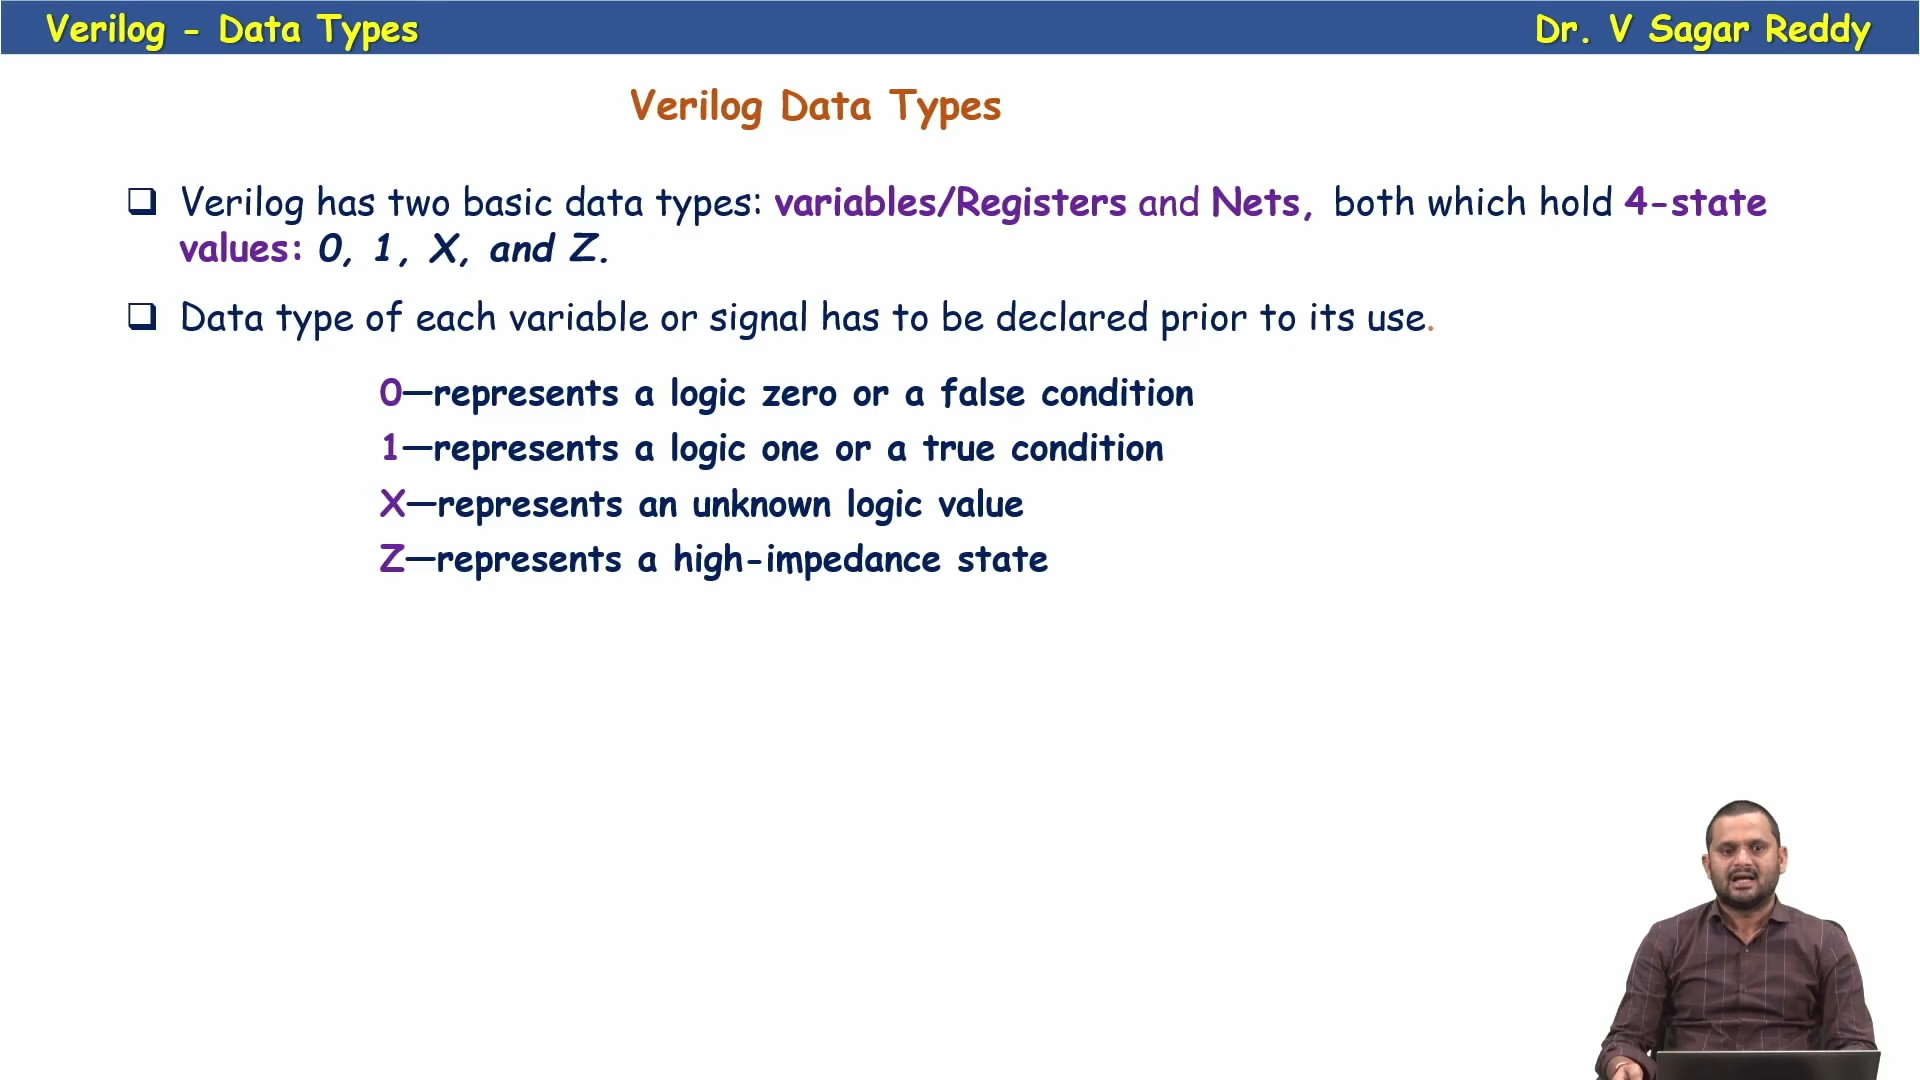 Verilog - Data Types
Dr. V Sagar Reddy
Verilog Data Types
Verilog has two basic data types: variables/Registers and Nets, both which hold 4-state
values: 0, 1, X, and Z.
Data type of each variable or signal has to be declared prior to its use.
0—represents a logic zero or a false condition
1—represents a logic one or a true condition
X—represents an unknown logic value
Z—represents a high-impedance state